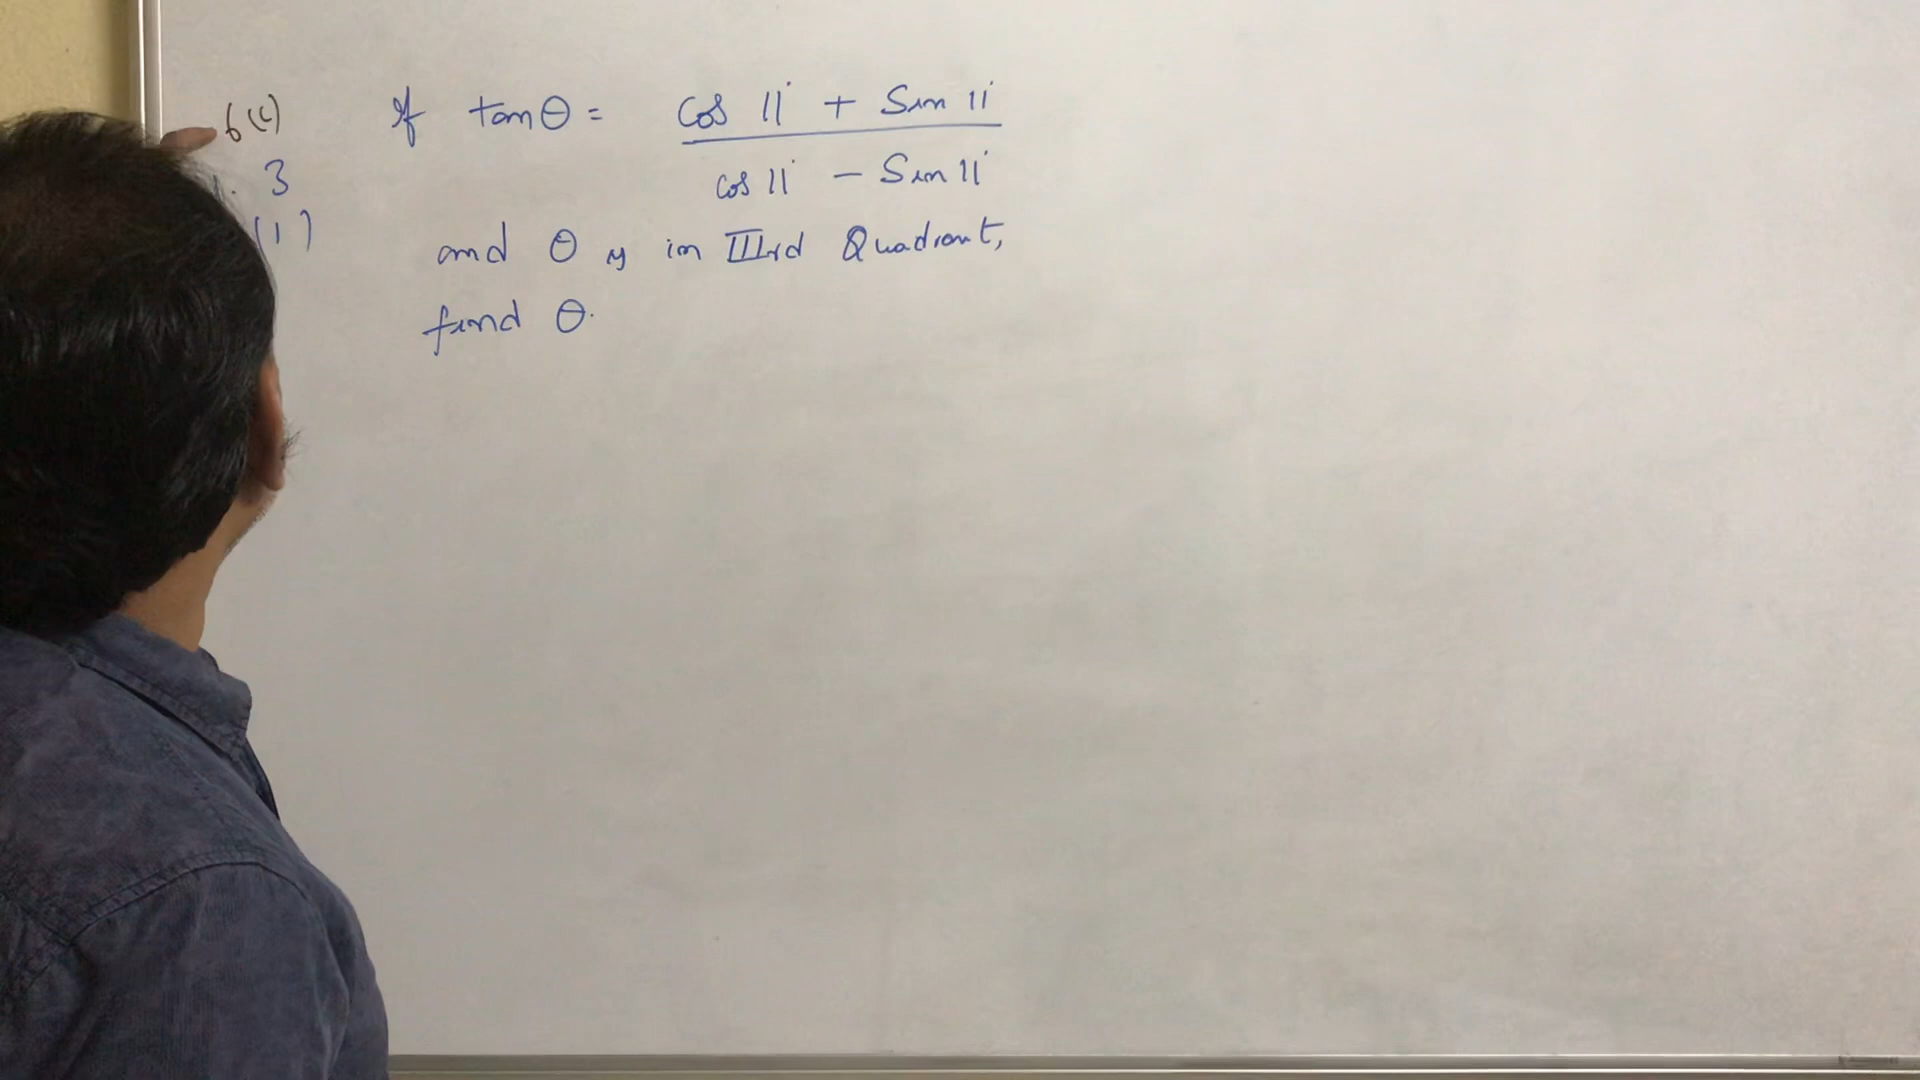 6(c) If tanθ = cos 11° + Sin 11°
3 cos 11° - Sin 11°
(1) and θ is in IIIrd Quadrant,
find θ.